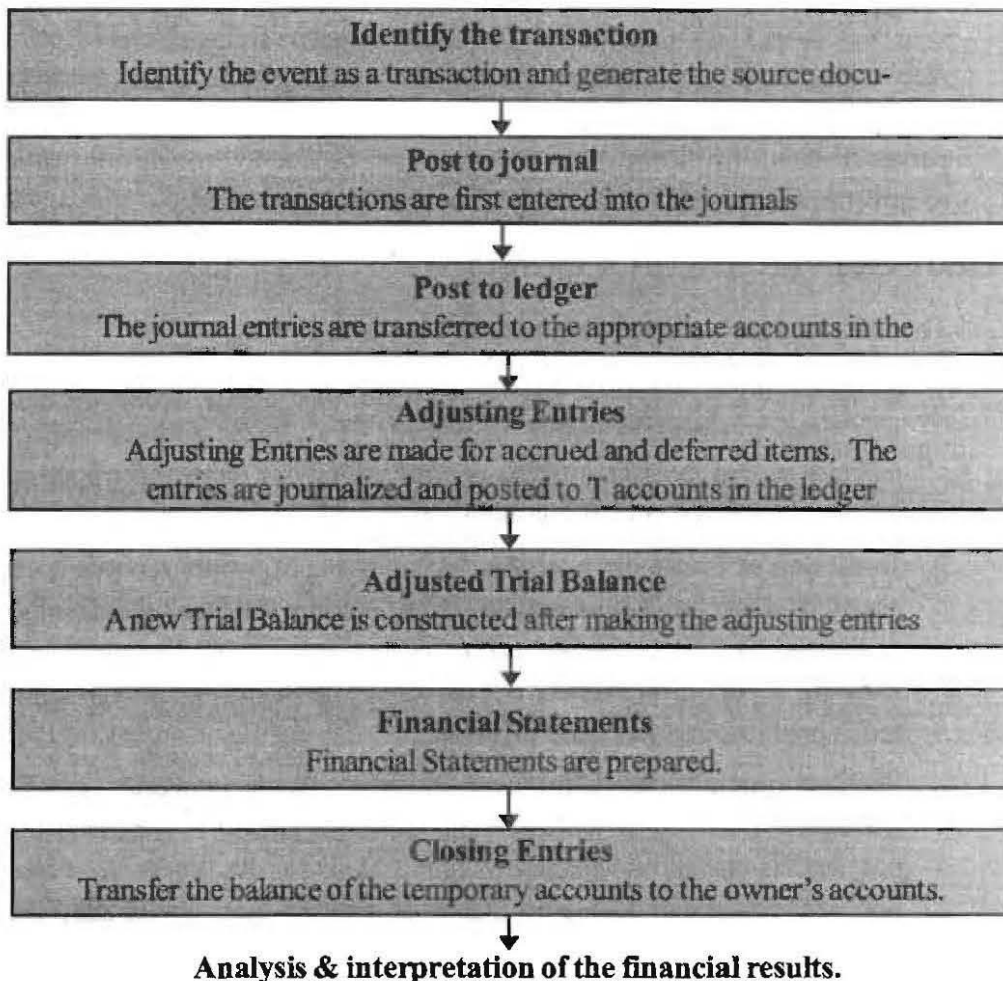 Identify the transaction
Identify the event as a transaction and generate the source docu-
Post to journal
The transactions are first entered into the journals
Post to ledger
The journal entries are transferred to the appropriate accounts in the
Adjusting Entries
Adjusting Entries are made for accrued and deferred items. The
entries are journalized and posted to T accounts in the ledger
Adjusted Trial Balance
A new Trial Balance is constructed after making the adjusting entries
Financial Statements
Financial Statements are prepared.
Closing Entries
Transfer the balance of the temporary accounts to the owner's accounts.
Analysis & interpretation of the financial results.